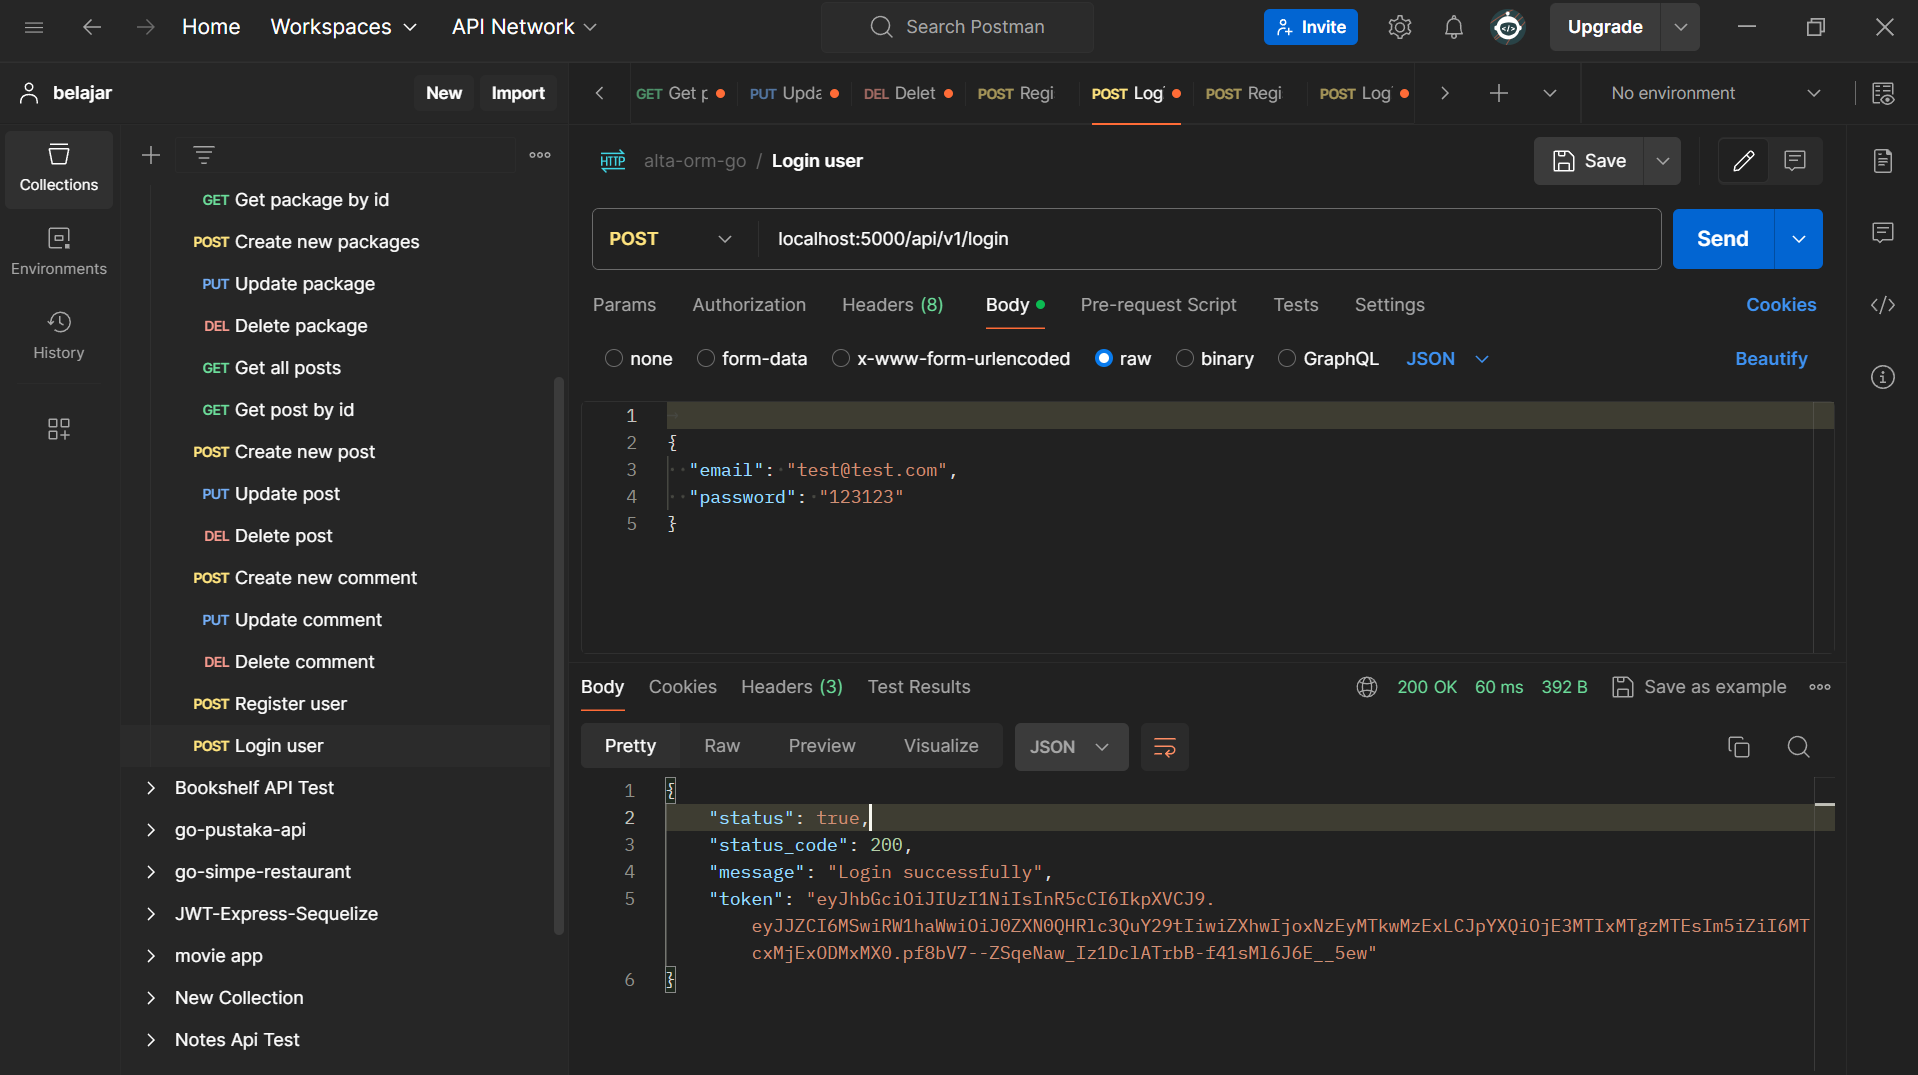 Home Workspaces API Network Search Postman Invite Upgrade
belajar New Import
GET Get p PUT Upda DEL Delet POST Regi POST Log POST Regi POST Log No environment
Collections
Environments
History
GET Get package by id
POST Create new packages
PUT Update package
DEL Delete package
GET Get all posts
GET Get post by id
POST Create new post
PUT Update post
DEL Delete post
POST Create new comment
PUT Update comment
DEL Delete comment
POST Register user
POST Login user
Bookshelf API Test
go-pustaka-api
go-simpe-restaurant
JWT-Express-Sequelize
movie app
New Collection
Notes Api Test
HTTP alta-orm-go / Login user Save
POST localhost:5000/api/v1/login Send
Params Authorization Headers (8) Body Pre-request Script Tests Settings Cookies
none form-data x-www-form-urlencoded raw binary GraphQL JSON Beautify
1
2 {
3 "email": "test@test.com",
4 "password": "123123"
5 }
Body Cookies Headers (3) Test Results 200 OK 60 ms 392 B Save as example
Pretty Raw Preview Visualize JSON
1 {
2 "status": true,
3 "status_code": 200,
4 "message": "Login successfully",
5 "token": "eyJhbGciOiJIUzI1NiIsInR5cCI6IkpXVCJ9.
eyJJZCI6MSwiRW1haWwiOiJ0ZXN0QHRlc3QuY29tIiwiZXhwIjoxNzEyMTkwMzExLCJpYXQiOjE3MTIxMTgzMTEsIm5iZiI6MT
cxMjExODMxMX0.pf8bV7--ZSqeNaw_Iz1DclATrbB-f41sMl6J6E__5ew"
6 }